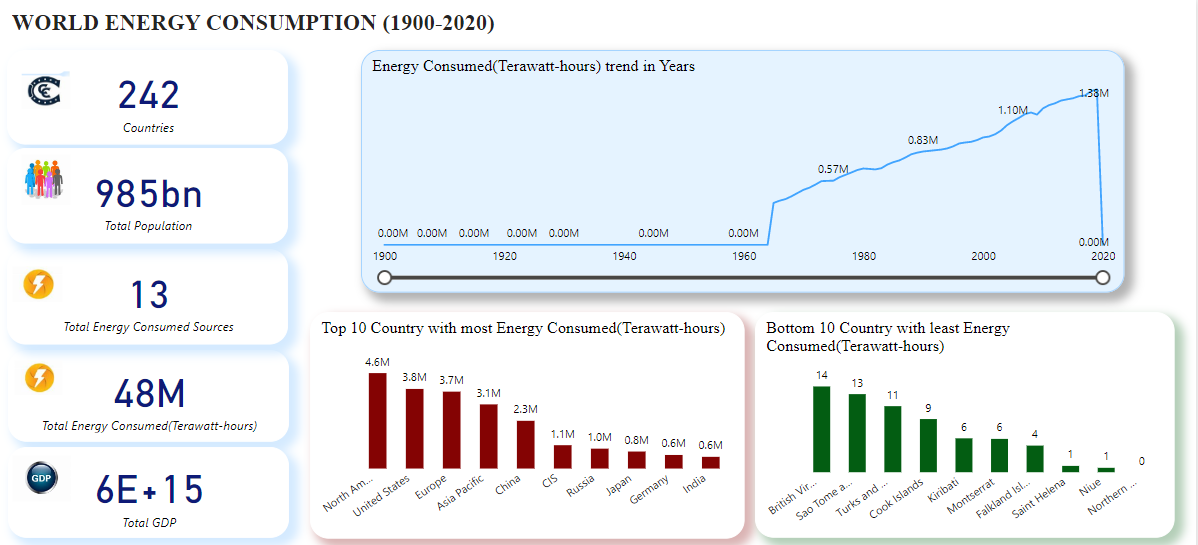 WORLD ENERGY CONSUMPTION (1900-2020)
242
Countries
985bn
Total Population
13
Total Energy Consumed Sources
48M
Total Energy Consumed(Terawatt-hours)
GDP
6E+15
Total GDP
Energy Consumed(Terawatt-hours) trend in Years
1.38M
1.10M
0.83M
0.57M
0.00M 0.00M 0.00M 0.00M 0.00M 0.00M 0.00M
0.00M
1900 1920 1940 1960 1980 2000 2020
Top 10 Country with most Energy Consumed(Terawatt-hours)
4.6M 3.8M 3.7M 3.1M 2.3M 1.1M 1.0M 0.8M 0.6M 0.6M
North Am... United States Europe Asia Pacific China CIS Russia Japan Germany India
Bottom 10 Country with least Energy
Consumed(Terawatt-hours)
14 13 11 9 6 6 4 1 1 0
British Vir... Sao Tome a... Turks and ... Cook Islands Kiribati Montserrat Falkland Isl... Saint Helena Niue Northern ...